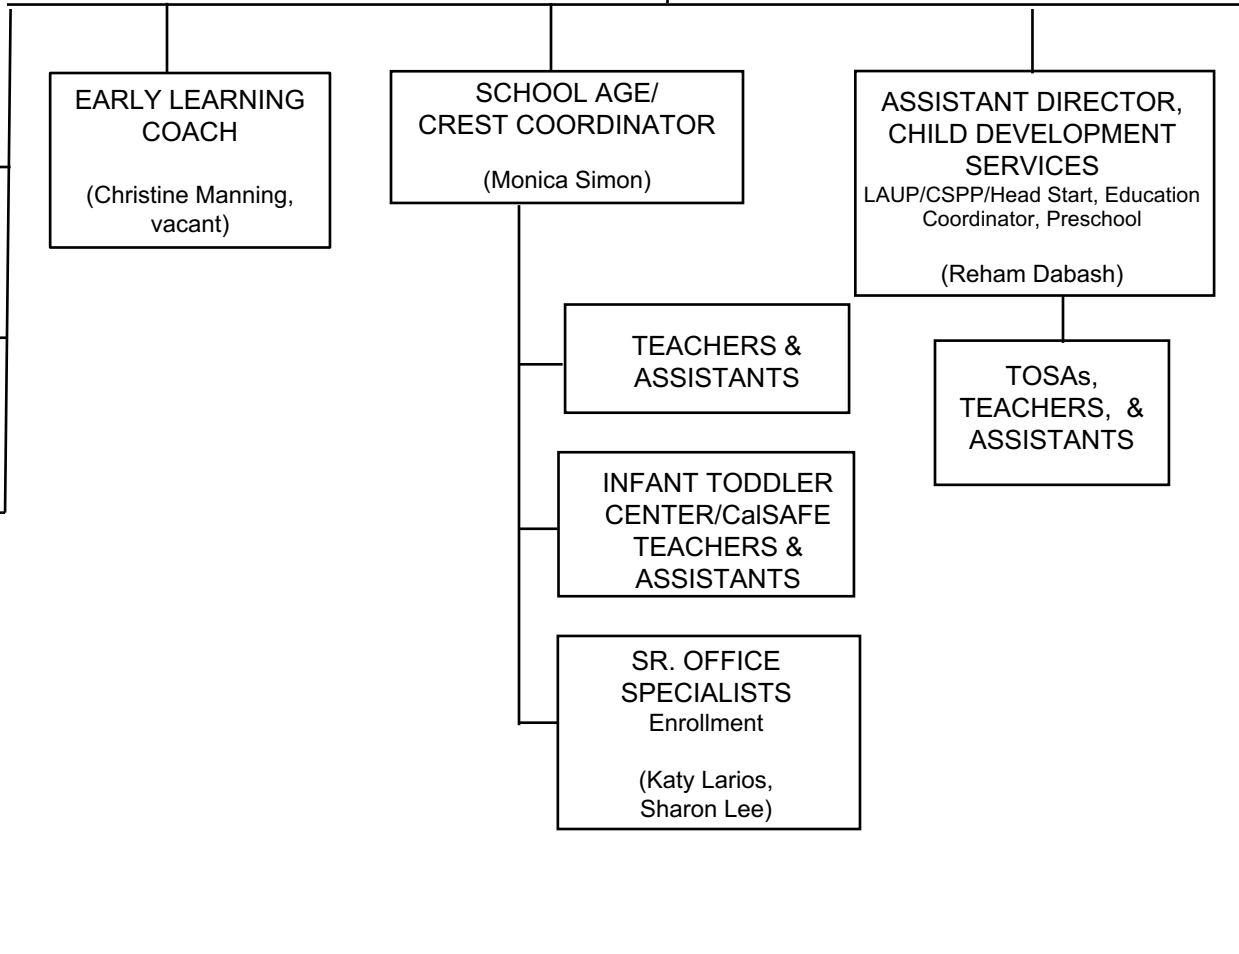 EARLY LEARNING
COACH
(Christine Manning,
vacant)
SCHOOL AGE/
CREST COORDINATOR
(Monica Simon)
ASSISTANT DIRECTOR,
CHILD DEVELOPMENT
SERVICES
LAUP/CSPP/Head Start, Education
Coordinator, Preschool
(Reham Dabash)
TEACHERS &
ASSISTANTS
TOSAs,
TEACHERS, &
ASSISTANTS
INFANT TODDLER
CENTER/CalSAFE
TEACHERS &
ASSISTANTS
SR. OFFICE
SPECIALISTS
Enrollment
(Katy Larios,
Sharon Lee)